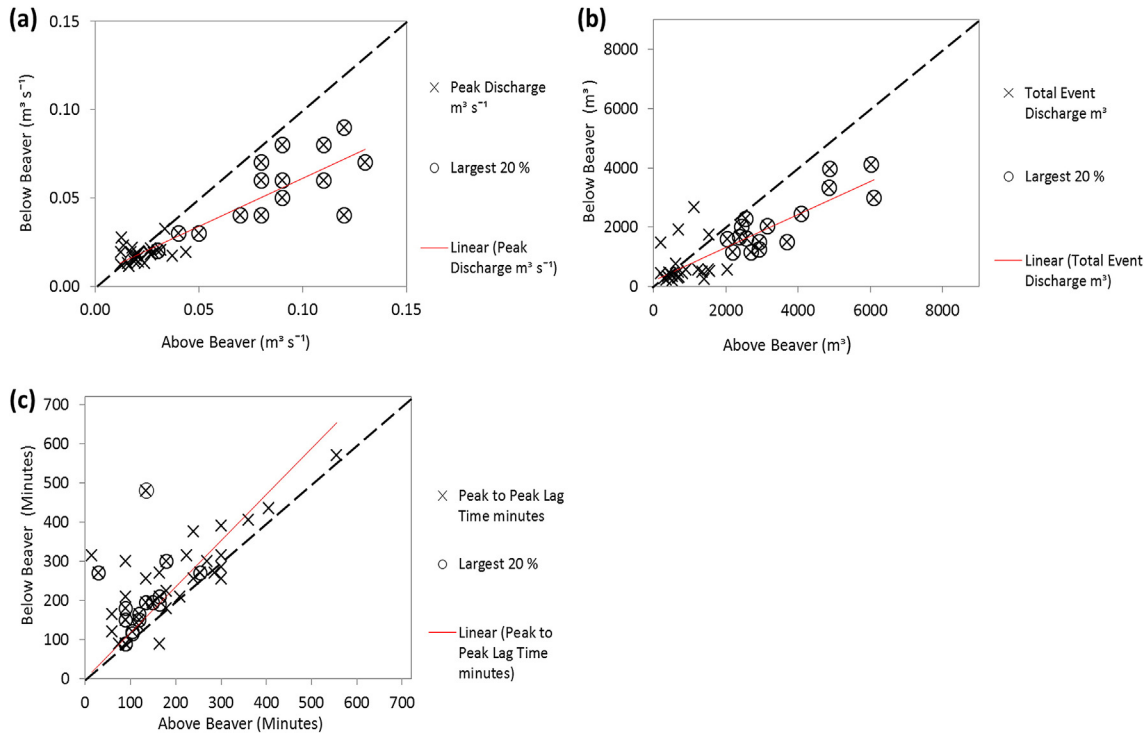 (a)
0.15
0.10
0.05
0.00
Below Beaver (m³ s⁻¹)
0.00 0.05 0.10 0.15
Above Beaver (m³ s⁻¹)
Peak Discharge
m³ s⁻¹
Largest 20 %
Linear (Peak
Discharge m³ s⁻¹)
(b)
8000
6000
4000
2000
0
Below Beaver (m³)
0 2000 4000 6000 8000
Above Beaver (m³)
Total Event
Discharge m³
Largest 20 %
Linear (Total Event
Discharge m³)
(c)
700
600
500
400
300
200
100
0
Below Beaver (Minutes)
0 100 200 300 400 500 600 700
Above Beaver (Minutes)
Peak to Peak Lag
Time minutes
Largest 20 %
Linear (Peak to
Peak Lag Time
minutes)